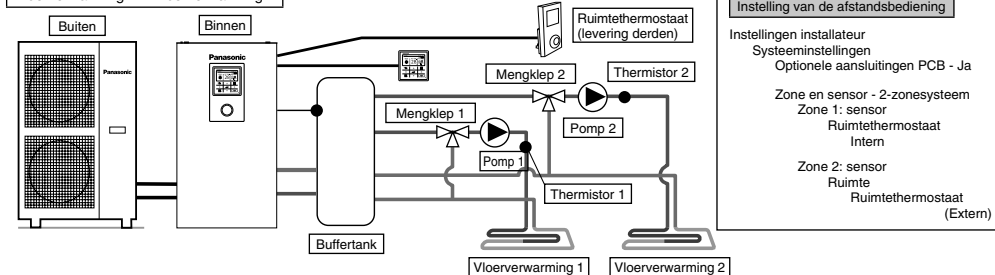 Buiten
Binnen
Panasonic
Panasonic
Ruimtethermostaat
(levering derden)
Mengklep 2
Thermistor 2
Mengklep 1
Pomp 2
Pomp 1
Thermistor 1
Buffertank
Vloerverwarming 1
Vloerverwarming 2
Instelling van de afstandsbediening
Instellingen installateur
Systeeminstellingen
Optionele aansluitingen PCB - Ja
Zone en sensor - 2-zonesysteem
Zone 1: sensor
Ruimtethermostaat
Intern
Zone 2: sensor
Ruimte
Ruimtethermostaat
(Extern)